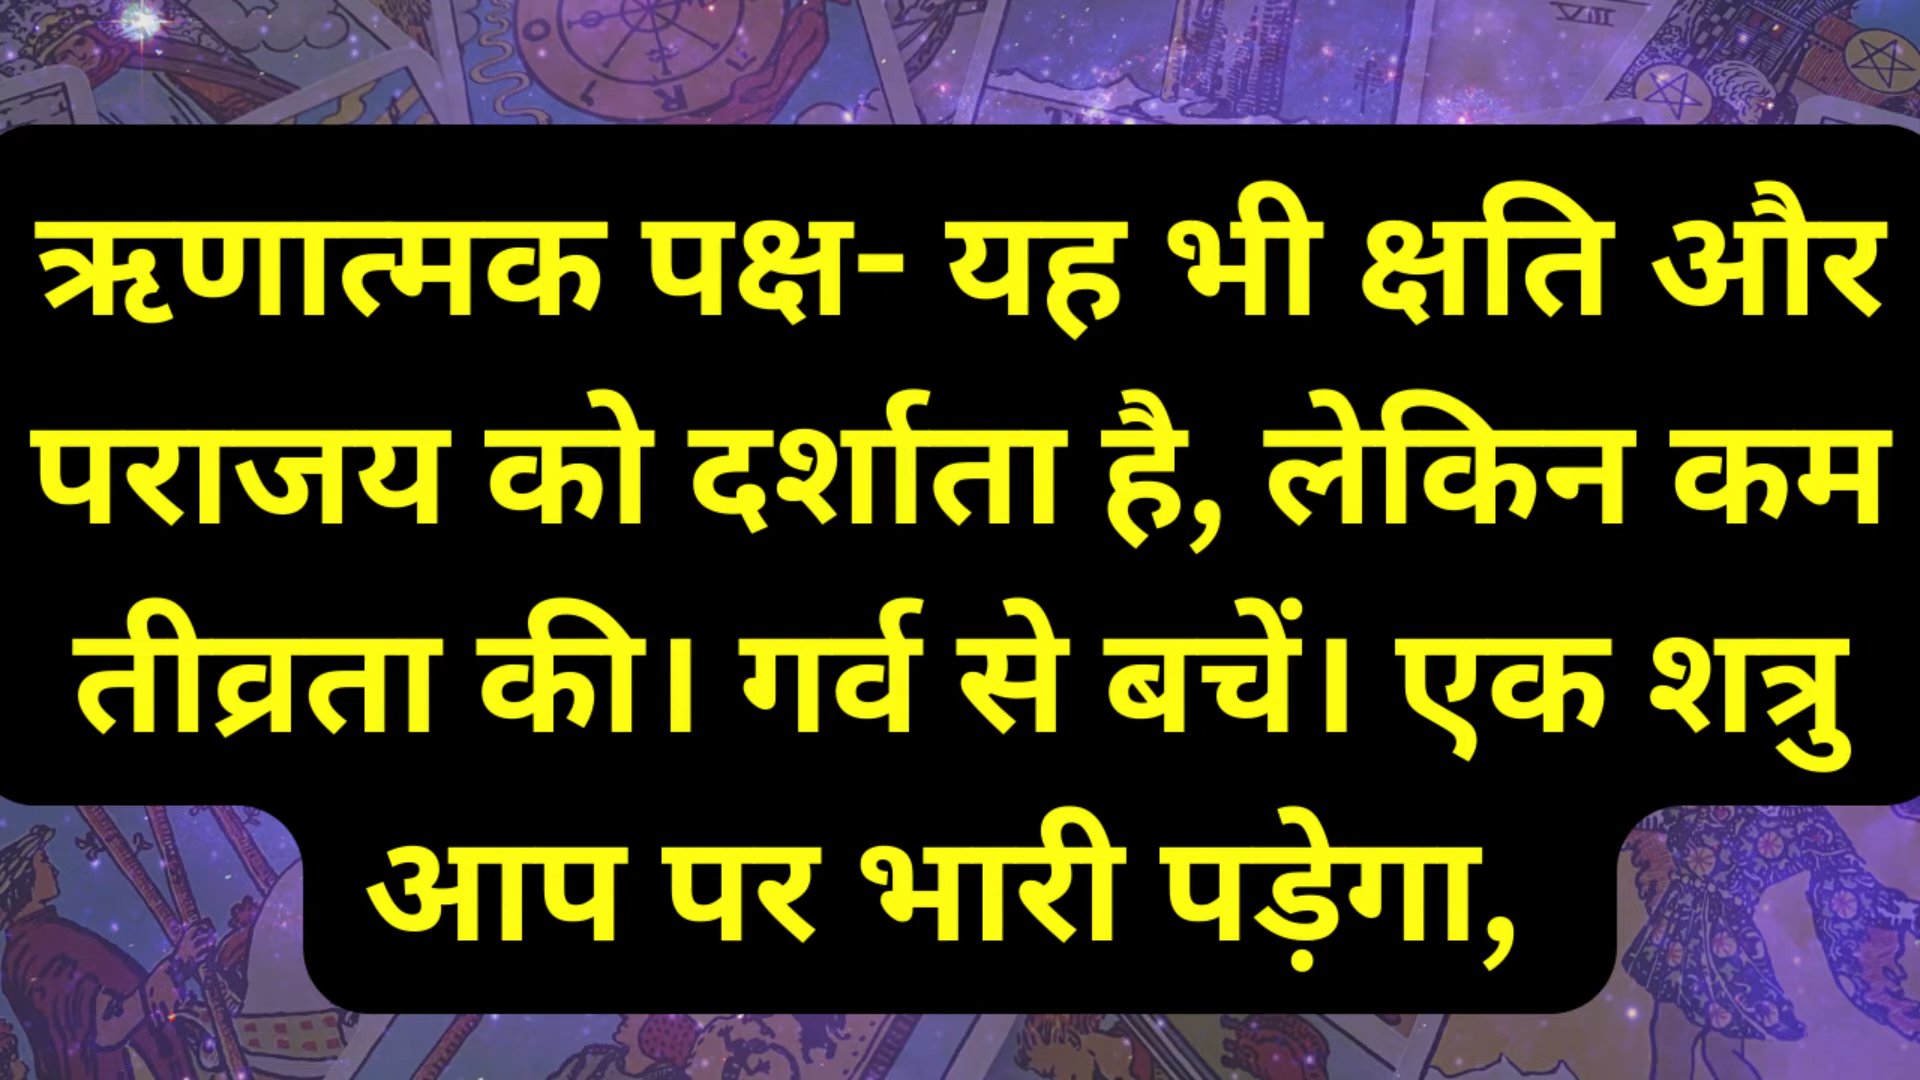 ऋणात्मक पक्ष- यह भी क्षति और
पराजय को दर्शाता है, लेकिन कम
तीव्रता की। गर्व से बचें। एक शत्रु
आप पर भारी पड़ेगा,